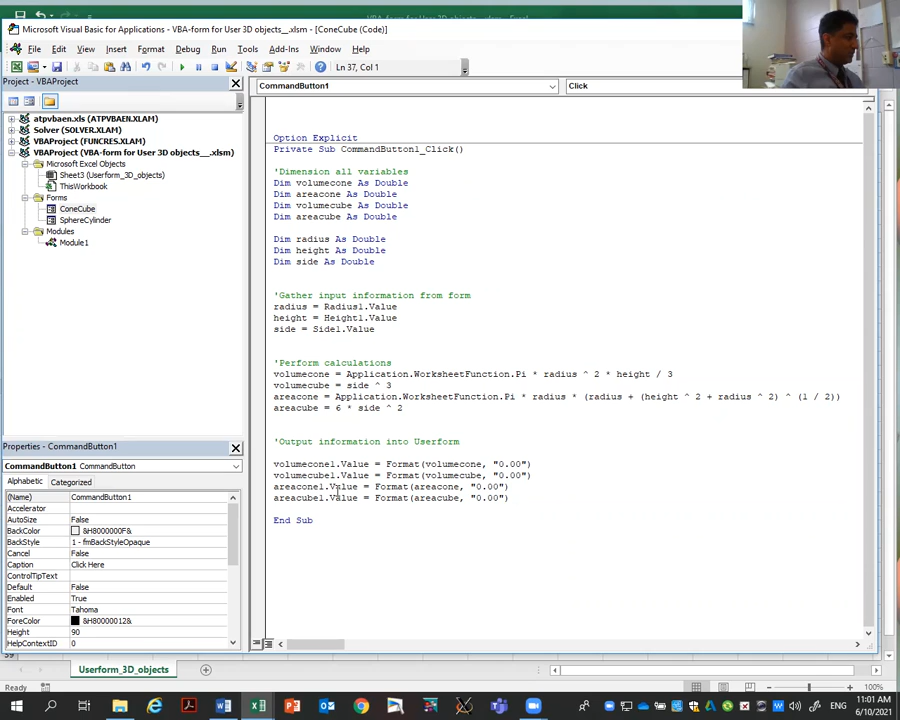 VBA-form for User 3D objects__.xlsm - Excel
Microsoft Visual Basic for Applications - VBA-form for User 3D objects__.xlsm - [ConeCube (Code)]
File Edit View Insert Format Debug Run Tools Add-Ins Window Help
Ln 37, Col 1
Project - VBAProject
CommandButton1 Click
atpvbaen.xls (ATPVBAEN.XLAM)
Solver (SOLVER.XLAM)
VBAProject (FUNCRES.XLAM)
VBAProject (VBA-form for User 3D objects__.xlsm)
Microsoft Excel Objects
Sheet3 (Userform_3D_objects)
ThisWorkbook
Forms
ConeCube
SphereCylinder
Modules
Module1
Option Explicit
Private Sub CommandButton1_Click()
'Dimension all variables
Dim volumecone As Double
Dim areacone As Double
Dim volumecube As Double
Dim areacube As Double
Dim radius As Double
Dim height As Double
Dim side As Double
'Gather input information from form
radius = Radius1.Value
height = Height1.Value
side = Side1.Value
'Perform calculations
volumecone = Application.WorksheetFunction.Pi * radius ^ 2 * height / 3
volumecube = side ^ 3
areacone = Application.WorksheetFunction.Pi * radius * (radius + (height ^ 2 + radius ^ 2) ^ (1 / 2))
areacube = 6 * side ^ 2
'Output information into Userform
volumecone1.Value = Format(volumecone, "0.00")
volumecube1.Value = Format(volumecube, "0.00")
areacone1.Value = Format(areacone, "0.00")
areacube1.Value = Format(areacube, "0.00")
End Sub
Properties - CommandButton1
CommandButton1 CommandButton
Alphabetic Categorized
(Name) CommandButton1
Accelerator
AutoSize False
BackColor &H8000000F&
BackStyle 1 - fmBackStyleOpaque
Cancel False
Caption Click Here
ControlTipText
Default False
Enabled True
Font Tahoma
ForeColor &H80000012&
Height 90
HelpContextID 0
39
Userform_3D_objects
Ready
100%
ENG
11:01 AM
6/10/2021